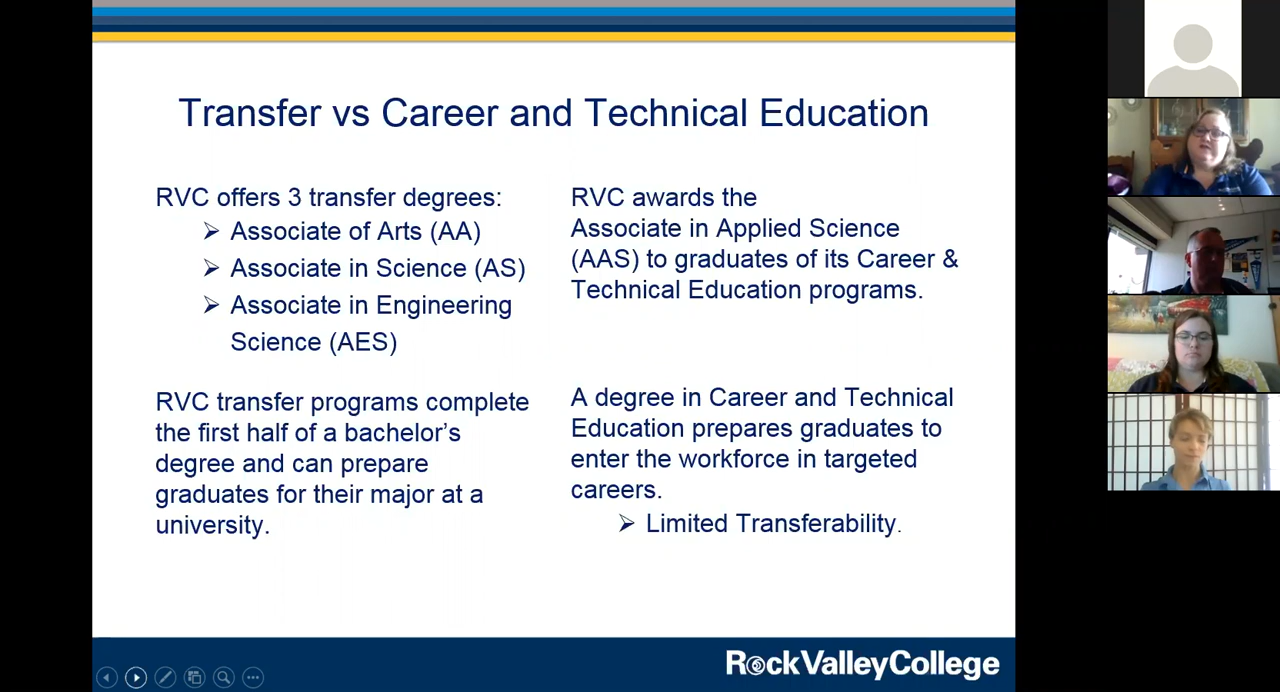 Transfer vs Career and Technical Education
RVC offers 3 transfer degrees:
➢ Associate of Arts (AA)
➢ Associate in Science (AS)
➢ Associate in Engineering
Science (AES)
RVC transfer programs complete
the first half of a bachelor’s
degree and can prepare
graduates for their major at a
university.
RVC awards the
Associate in Applied Science
(AAS) to graduates of its Career &
Technical Education programs.
A degree in Career and Technical
Education prepares graduates to
enter the workforce in targeted
careers.
➢ Limited Transferability.
RockValleyCollege